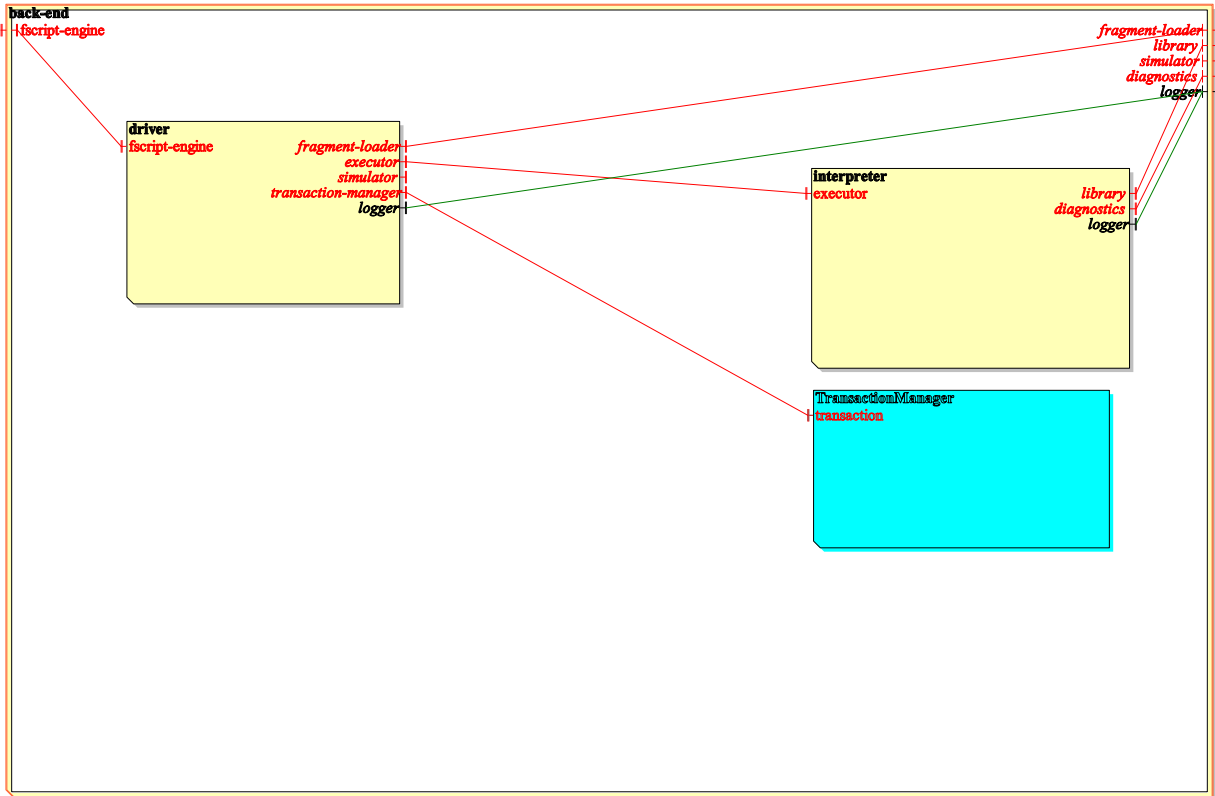 back-end
fscript-engine
fragment-loader
library
simulator
diagnostics
logger
driver
fscript-engine
fragment-loader
executor
simulator
transaction-manager
logger
interpreter
executor
library
diagnostics
logger
TransactionManager
transaction